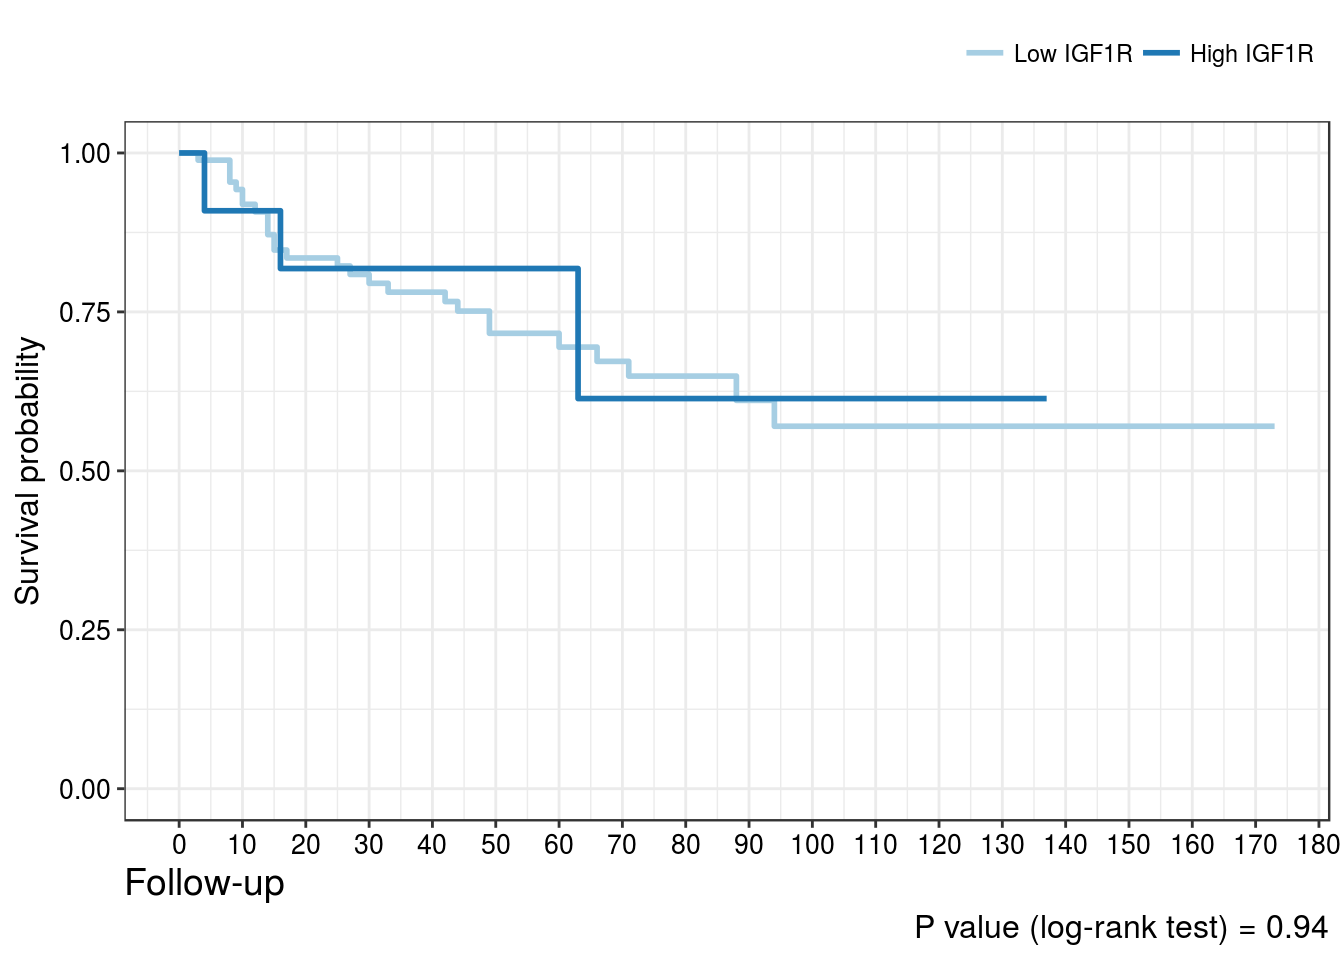 Low IGF1R High IGF1R
1.00
0.75
0.50
0.25
0.00
Survival probability
0 10 20 30 40 50 60 70 80 90 100 110 120 130 140 150 160 170 180
Follow-up
P value (log-rank test) = 0.94